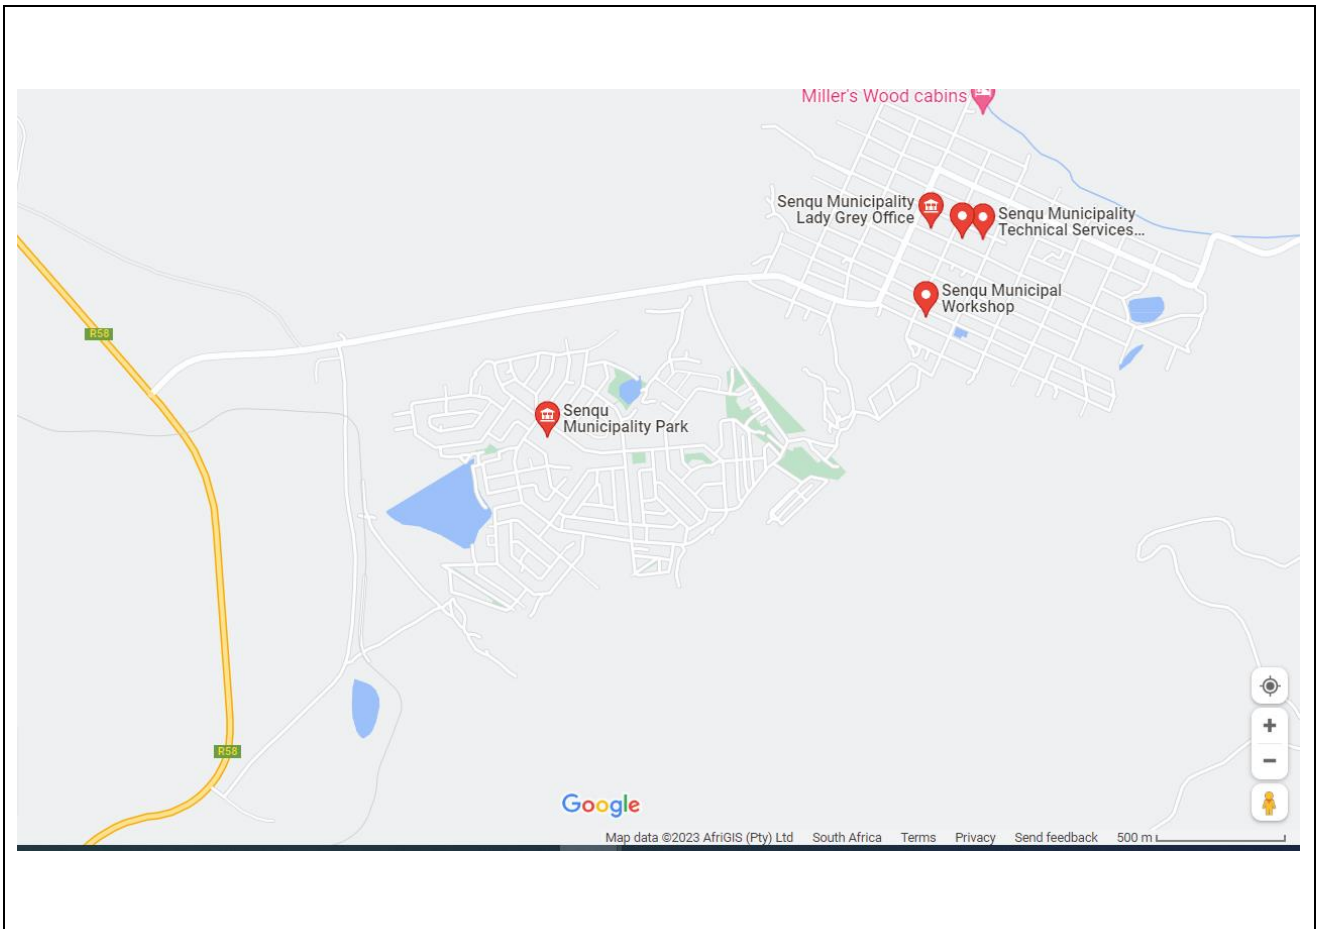 Miller's Wood cabins
Senqu Municipality
Lady Grey Office
Senqu Municipality
Technical Services...
Senqu Municipal
Workshop
R58
Senqu
Municipality Park
R58
Google
Map data ©2023 AfriGIS (Pty) Ltd South Africa Terms Privacy Send feedback 500 m